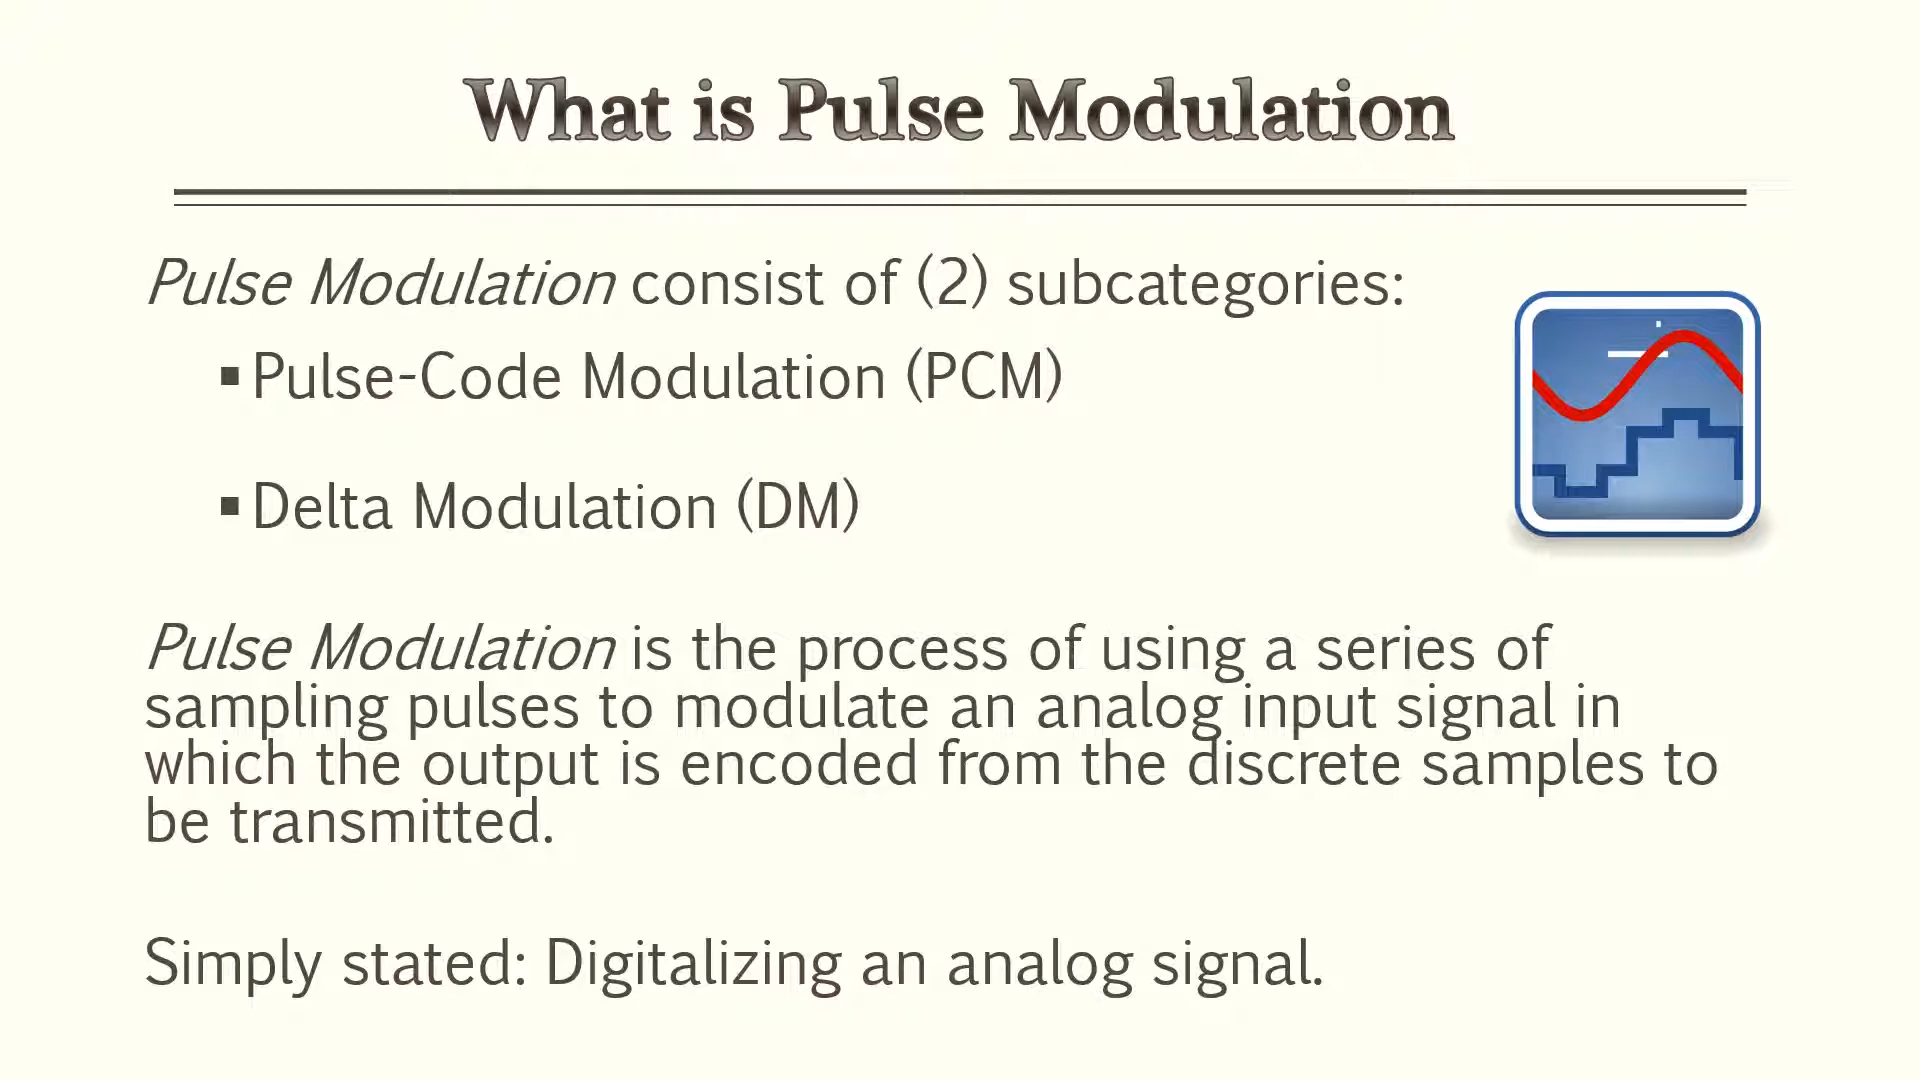 What is Pulse Modulation
Pulse Modulation consist of (2) subcategories:
▪ Pulse-Code Modulation (PCM)
▪ Delta Modulation (DM)
Pulse Modulation is the process of using a series of
sampling pulses to modulate an analog input signal in
which the output is encoded from the discrete samples to
be transmitted.
Simply stated: Digitalizing an analog signal.